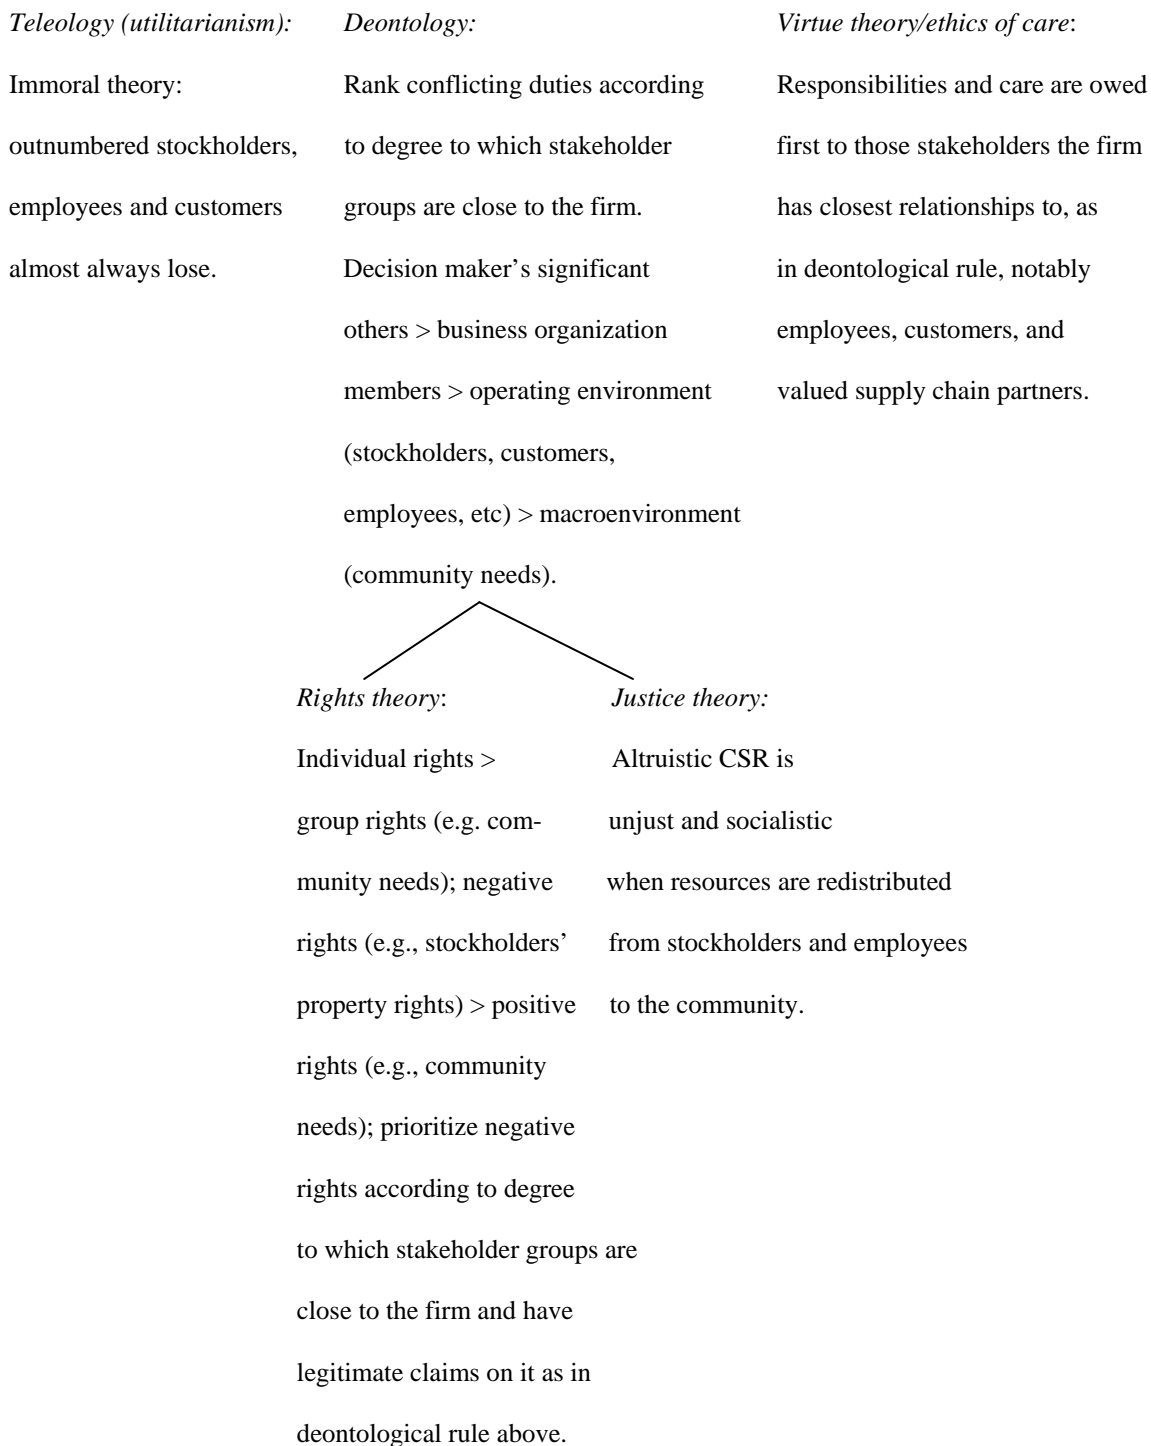 Teleology (utilitarianism):
Immoral theory:
outnumbered stockholders,
employees and customers
almost always lose.
Deontology:
Rank conflicting duties according
to degree to which stakeholder
groups are close to the firm.
Decision maker’s significant
others > business organization
members > operating environment
(stockholders, customers,
employees, etc) > macroenvironment
(community needs).
Virtue theory/ethics of care:
Responsibilities and care are owed
first to those stakeholders the firm
has closest relationships to, as
in deontological rule, notably
employees, customers, and
valued supply chain partners.
Rights theory:
Individual rights >
group rights (e.g. com-
munity needs); negative
rights (e.g., stockholders’
property rights) > positive
rights (e.g., community
needs); prioritize negative
rights according to degree
to which stakeholder groups are
close to the firm and have
legitimate claims on it as in
deontological rule above.
Justice theory:
Altruistic CSR is
unjust and socialistic
when resources are redistributed
from stockholders and employees
to the community.